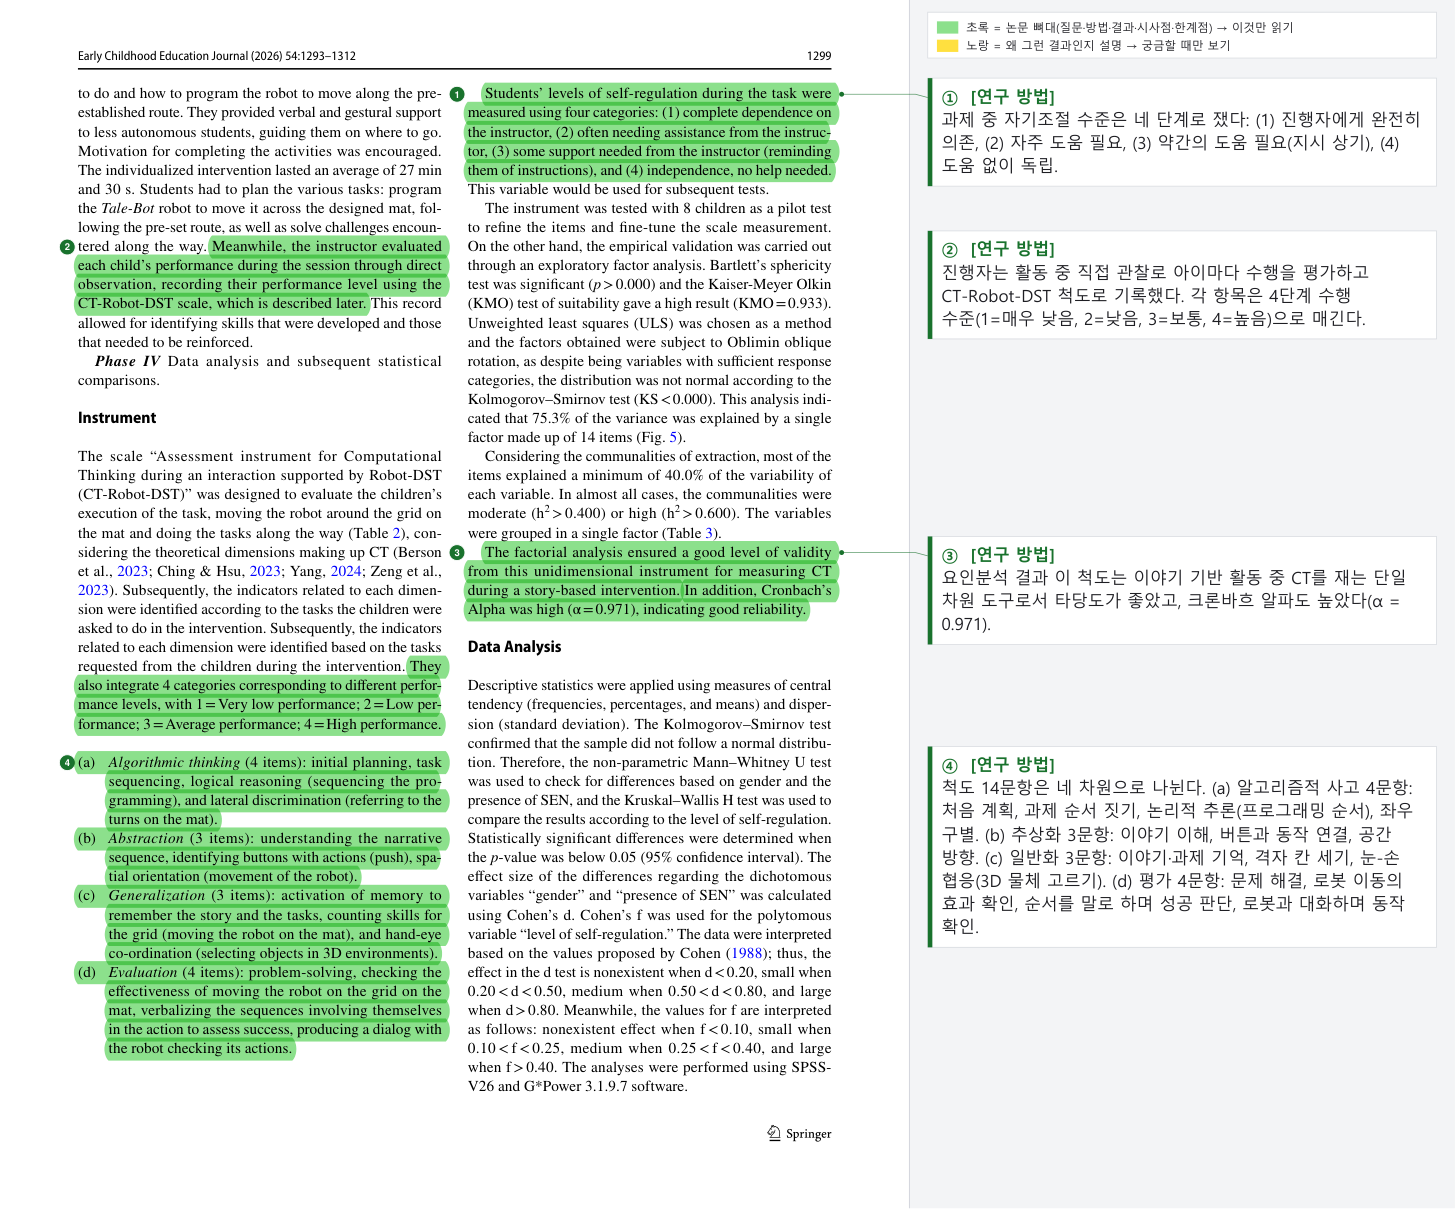 Early Childhood Education Journal (2026) 54:1293–1312
1299
to do and how to program the robot to move along the pre-
established route. They provided verbal and gestural support
to less autonomous students, guiding them on where to go.
Motivation for completing the activities was encouraged.
The individualized intervention lasted an average of 27 min
and 30 s. Students had to plan the various tasks: program
the Tale-Bot robot to move it across the designed mat, fol-
lowing the pre-set route, as well as solve challenges encoun-
2
tered along the way. Meanwhile, the instructor evaluated
each child's performance during the session through direct
observation, recording their performance level using the
CT-Robot-DST scale, which is described later. This record
allowed for identifying skills that were developed and those
that needed to be reinforced.
Phase IV Data analysis and subsequent statistical
comparisons.
Instrument
The scale “Assessment instrument for Computational
Thinking during an interaction supported by Robot-DST
(CT-Robot-DST)” was designed to evaluate the children's
execution of the task, moving the robot around the grid on
the mat and doing the tasks along the way (Table 2), con-
sidering the theoretical dimensions making up CT (Berson
et al., 2023; Ching & Hsu, 2023; Yang, 2024; Zeng et al.,
2023). Subsequently, the indicators related to each dimen-
sion were identified according to the tasks the children were
asked to do in the intervention. Subsequently, the indicators
related to each dimension were identified based on the tasks
requested from the children during the intervention. They
also integrate 4 categories corresponding to different perfor-
mance levels, with 1 = Very low performance; 2 = Low per-
formance; 3 = Average performance; 4 = High performance.
4
(a) Algorithmic thinking (4 items): initial planning, task
sequencing, logical reasoning (sequencing the pro-
gramming), and lateral discrimination (referring to the
turns on the mat).
(b) Abstraction (3 items): understanding the narrative
sequence, identifying buttons with actions (push), spa-
tial orientation (movement of the robot).
(c) Generalization (3 items): activation of memory to
remember the story and the tasks, counting skills for
the grid (moving the robot on the mat), and hand-eye
co-ordination (selecting objects in 3D environments).
(d) Evaluation (4 items): problem-solving, checking the
effectiveness of moving the robot on the grid on the
mat, verbalizing the sequences involving themselves
in the action to assess success, producing a dialog with
the robot checking its actions.
1
Students' levels of self-regulation during the task were
measured using four categories: (1) complete dependence on
the instructor, (2) often needing assistance from the instruc-
tor, (3) some support needed from the instructor (reminding
them of instructions), and (4) independence, no help needed.
This variable would be used for subsequent tests.
The instrument was tested with 8 children as a pilot test
to refine the items and fine-tune the scale measurement.
On the other hand, the empirical validation was carried out
through an exploratory factor analysis. Bartlett's sphericity
test was significant (p > 0.000) and the Kaiser-Meyer Olkin
(KMO) test of suitability gave a high result (KMO = 0.933).
Unweighted least squares (ULS) was chosen as a method
and the factors obtained were subject to Oblimin oblique
rotation, as despite being variables with sufficient response
categories, the distribution was not normal according to the
Kolmogorov–Smirnov test (KS < 0.000). This analysis indi-
cated that 75.3% of the variance was explained by a single
factor made up of 14 items (Fig. 5).
Considering the communalities of extraction, most of the
items explained a minimum of 40.0% of the variability of
each variable. In almost all cases, the communalities were
moderate (h² > 0.400) or high (h² > 0.600). The variables
were grouped in a single factor (Table 3).
3
The factorial analysis ensured a good level of validity
from this unidimensional instrument for measuring CT
during a story-based intervention. In addition, Cronbach's
Alpha was high (α = 0.971), indicating good reliability.
Data Analysis
Descriptive statistics were applied using measures of central
tendency (frequencies, percentages, and means) and disper-
sion (standard deviation). The Kolmogorov–Smirnov test
confirmed that the sample did not follow a normal distribu-
tion. Therefore, the non-parametric Mann–Whitney U test
was used to check for differences based on gender and the
presence of SEN, and the Kruskal–Wallis H test was used to
compare the results according to the level of self-regulation.
Statistically significant differences were determined when
the p-value was below 0.05 (95% confidence interval). The
effect size of the differences regarding the dichotomous
variables “gender” and “presence of SEN” was calculated
using Cohen's d. Cohen's f was used for the polytomous
variable “level of self-regulation.” The data were interpreted
based on the values proposed by Cohen (1988); thus, the
effect in the d test is nonexistent when d < 0.20, small when
0.20 < d < 0.50, medium when 0.50 < d < 0.80, and large
when d > 0.80. Meanwhile, the values for f are interpreted
as follows: nonexistent effect when f < 0.10, small when
0.10 < f < 0.25, medium when 0.25 < f < 0.40, and large
when f > 0.40. The analyses were performed using SPSS-
V26 and G*Power 3.1.9.7 software.
Springer
초록 = 논문 뼈대(질문·방법·결과·시사점·한계점) → 이것만 읽기
노랑 = 왜 그런 결과인지 설명 → 궁금할 때만 보기
① [연구 방법]
과제 중 자기조절 수준은 네 단계로 쟀다: (1) 진행자에게 완전히
의존, (2) 자주 도움 필요, (3) 약간의 도움 필요(지시 상기), (4)
도움 없이 독립.
② [연구 방법]
진행자는 활동 중 직접 관찰로 아이마다 수행을 평가하고
CT-Robot-DST 척도로 기록했다. 각 항목은 4단계 수행
수준(1=매우 낮음, 2=낮음, 3=보통, 4=높음)으로 매긴다.
③ [연구 방법]
요인분석 결과 이 척도는 이야기 기반 활동 중 CT를 재는 단일
차원 도구로서 타당도가 좋았고, 크론바흐 알파도 높았다(α =
0.971).
④ [연구 방법]
척도 14문항은 네 차원으로 나뉜다. (a) 알고리즘적 사고 4문항:
처음 계획, 과제 순서 짓기, 논리적 추론(프로그래밍 순서), 좌우
구별. (b) 추상화 3문항: 이야기 이해, 버튼과 동작 연결, 공간
방향. (c) 일반화 3문항: 이야기·과제 기억, 격자 칸 세기, 눈-손
협응(3D 물체 고르기). (d) 평가 4문항: 문제 해결, 로봇 이동의
효과 확인, 순서를 말로 하며 성공 판단, 로봇과 대화하며 동작
확인.